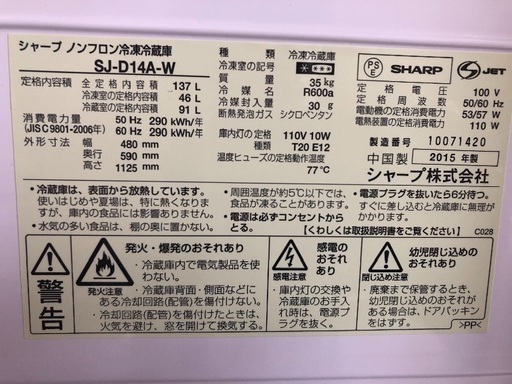 シャープ ノンフロン冷凍冷蔵庫
SJ-D14A-W
定格内容積 全定格内容積 137 L
冷凍室の定格内容積 46 L
冷蔵室の定格内容積 91 L
消費電力量 50 Hz 290 kWh/年
(JIS C 9801-2006年) 60 Hz 290 kWh/年
外形寸法 幅 480 mm
奥行 590 mm
高さ 1125 mm
種類 冷凍冷蔵庫
冷凍室の記号
質量 35 kg
冷媒 R600a
冷媒封入量 30 g
断熱発泡ガス シクロペンタン
庫内灯の定格 110V 10W
T20 E12
温度ヒューズの定格動作温度
77℃
PS
E
SHARP
JET
定格電圧 100 V
定格周波数 50/60 Hz
電動機の定格消費電力 53/57 W
電熱装置の定格消費電力 110 W
製造番号 10071420
中国製 2015 年製
シャープ株式会社
・冷蔵庫は、表面から放熱しています。
使いはじめや夏場は、特に熱くなりますが、庫内の食品に影響はありません。
・水気の多い食品は、棚の奥に置かない。
・周囲温度が約5℃以下では、
・電源は必ずコンセントから
・電源プラグを抜いたら6分待つ。
すぐに差し込むと冷蔵庫に無理がかかります。
【くわしくは取扱説明書をご覧ください】
C028
警告
発火・爆発のおそれあり
発火注意
・冷蔵庫内で電気製品を使わない。
・冷蔵庫背面・側面などにある冷却回路(配管)を傷付けない。
・冷却回路(配管)を傷付けたときは、火気を避け、窓を開けて換気する。
感電のおそれあり
感電注意
・庫内灯の交換や冷蔵庫のお手入れ時は、電源プラグを抜く。
幼児閉じ込めのおそれあり
閉じ込め注意
・廃棄まで保管するとき、幼児閉じ込めのおそれがある場合は、ドアパッキンをはずす。
>PP<